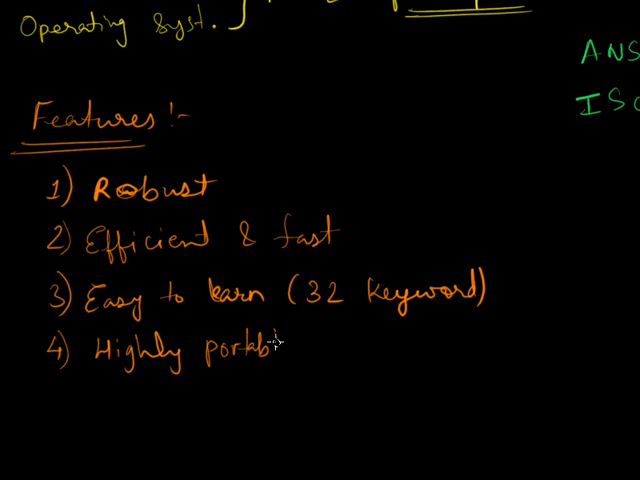 Operating Syst.
ANS
ISO
Features :-
1) Robust
2) Efficient & fast
3) Easy to learn (32 Keyword)
4) Highly portab